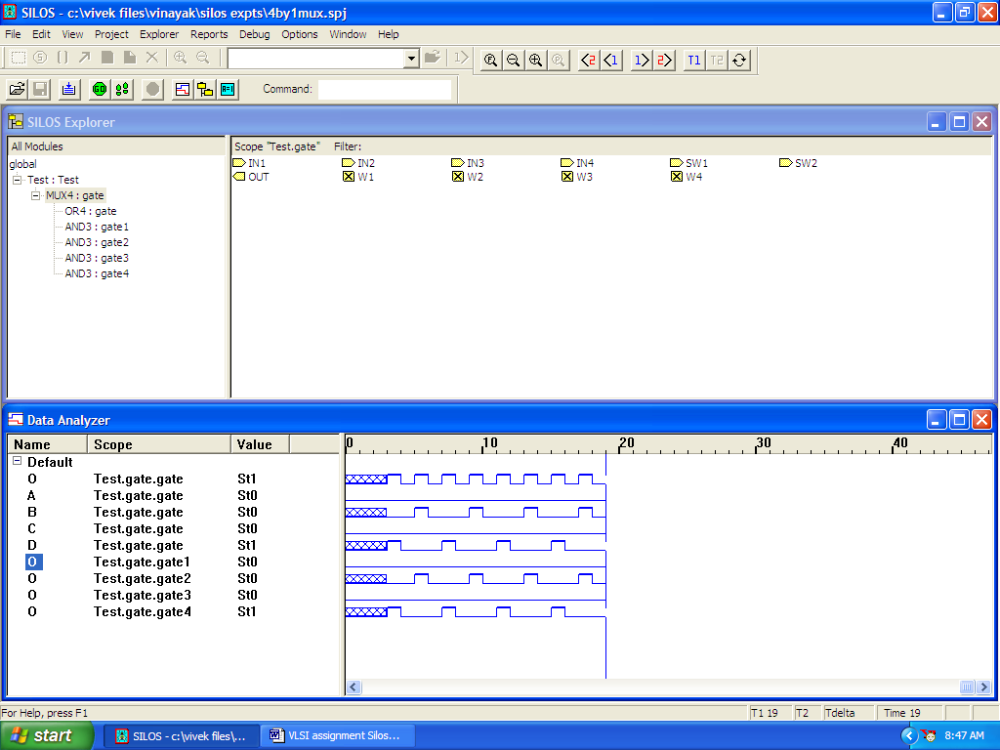 SILOS - c:\vivek files\vinayak\silos expts\4by1mux.spj
File Edit View Project Explorer Reports Debug Options Window Help
S 1> R R <2 <1 1> 2> T1 T2
GO Command:
SILOS Explorer
All Modules Scope "Test.gate" Filter:
global IN1 IN2 IN3 IN4 SW1 SW2
Test : Test OUT W1 W2 W3 W4
MUX4 : gate
OR4 : gate
AND3 : gate1
AND3 : gate2
AND3 : gate3
AND3 : gate4
Data Analyzer
Name Scope Value 0 10 20 30 40
Default
O Test.gate.gate St1
A Test.gate.gate St0
B Test.gate.gate St0
C Test.gate.gate St0
D Test.gate.gate St1
O Test.gate.gate1 St0
O Test.gate.gate2 St0
O Test.gate.gate3 St0
O Test.gate.gate4 St1
For Help, press F1 T1 19 T2 Tdelta Time 19
start SILOS - c:\vivek files\... VLSI assignment Silos... 8:47 AM